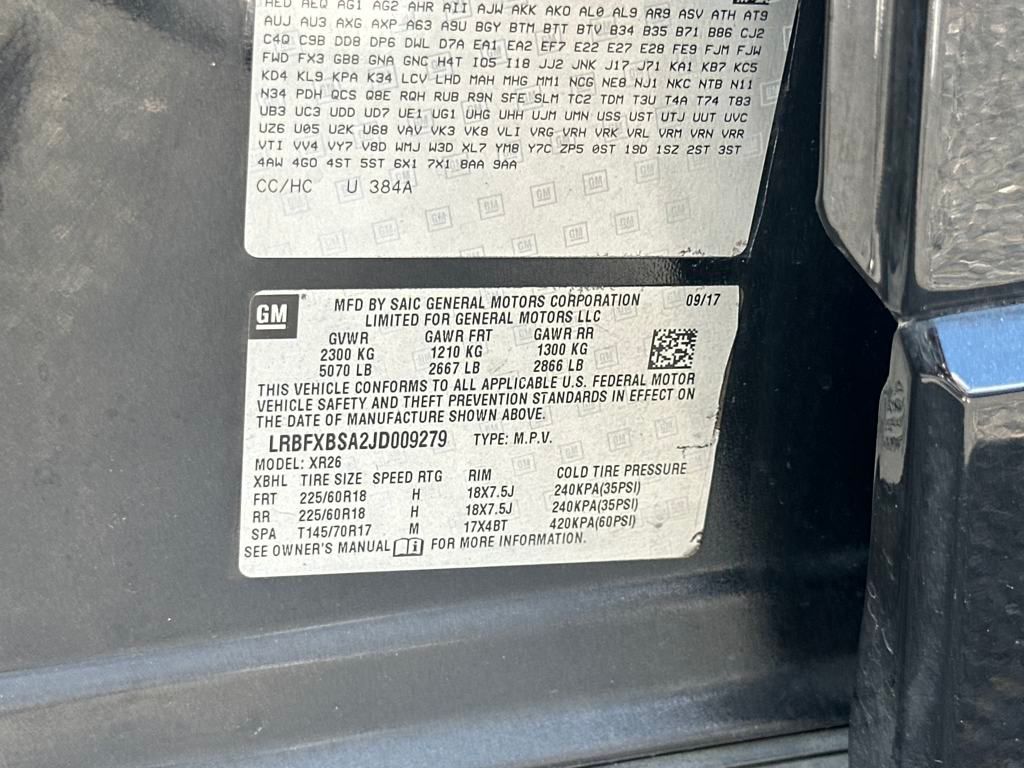 AED AEQ AG1 AG2 AHR AII AJW AKK AKO AL0 AL9 AR9 ASV ATH AT9
AUJ AU3 AXG AXP A63 A9U BGY BTM BTT BTV B34 B35 B71 B86 CJ2
C4Q C9B DD8 DP6 DWL D7A EA1 EA2 EF7 E22 E27 E28 FE9 FJM FJW
FWD FX3 GB8 GNA GNC H4T IO5 I18 JJ2 JNK J17 J71 KA1 KB7 KC5
KD4 KL9 KPA K34 LCV LHD MAH MHG MM1 NCG NE8 NJ1 NKC NTB N11
N34 PDH QCS Q8E RQH RUB R9N SFE SLM TC2 TDM T3U T4A T74 T83
UB3 UC3 UDD UD7 UE1 UG1 UHG UHH UJM UMN USS UST UTJ UUT UVC
UZ6 U05 U2K U68 VAV VK3 VK8 VLI VRG VRH VRK VRL VRM VRN VRR
VTI VV4 VY7 V8D WMJ W3D XL7 YM8 Y7C ZP5 0ST 19D 1SZ 2ST 3ST
4AW 4GO 4ST 5ST 6X1 7X1 8AA 9AA
CC/HC U 384A
GM MFD BY SAIC GENERAL MOTORS CORPORATION 09/17
LIMITED FOR GENERAL MOTORS LLC
GVWR GAWR FRT GAWR RR
2300 KG 1210 KG 1300 KG
5070 LB 2667 LB 2866 LB
THIS VEHICLE CONFORMS TO ALL APPLICABLE U.S. FEDERAL MOTOR
VEHICLE SAFETY AND THEFT PREVENTION STANDARDS IN EFFECT ON
THE DATE OF MANUFACTURE SHOWN ABOVE.
LRBFXBSA2JD009279 TYPE: M.P.V.
MODEL: XR26
XBHL TIRE SIZE SPEED RTG RIM COLD TIRE PRESSURE
FRT 225/60R18 H 18X7.5J 240KPA(35PSI)
RR 225/60R18 H 18X7.5J 240KPA(35PSI)
SPA T145/70R17 M 17X4BT 420KPA(60PSI)
SEE OWNER'S MANUAL i FOR MORE INFORMATION.